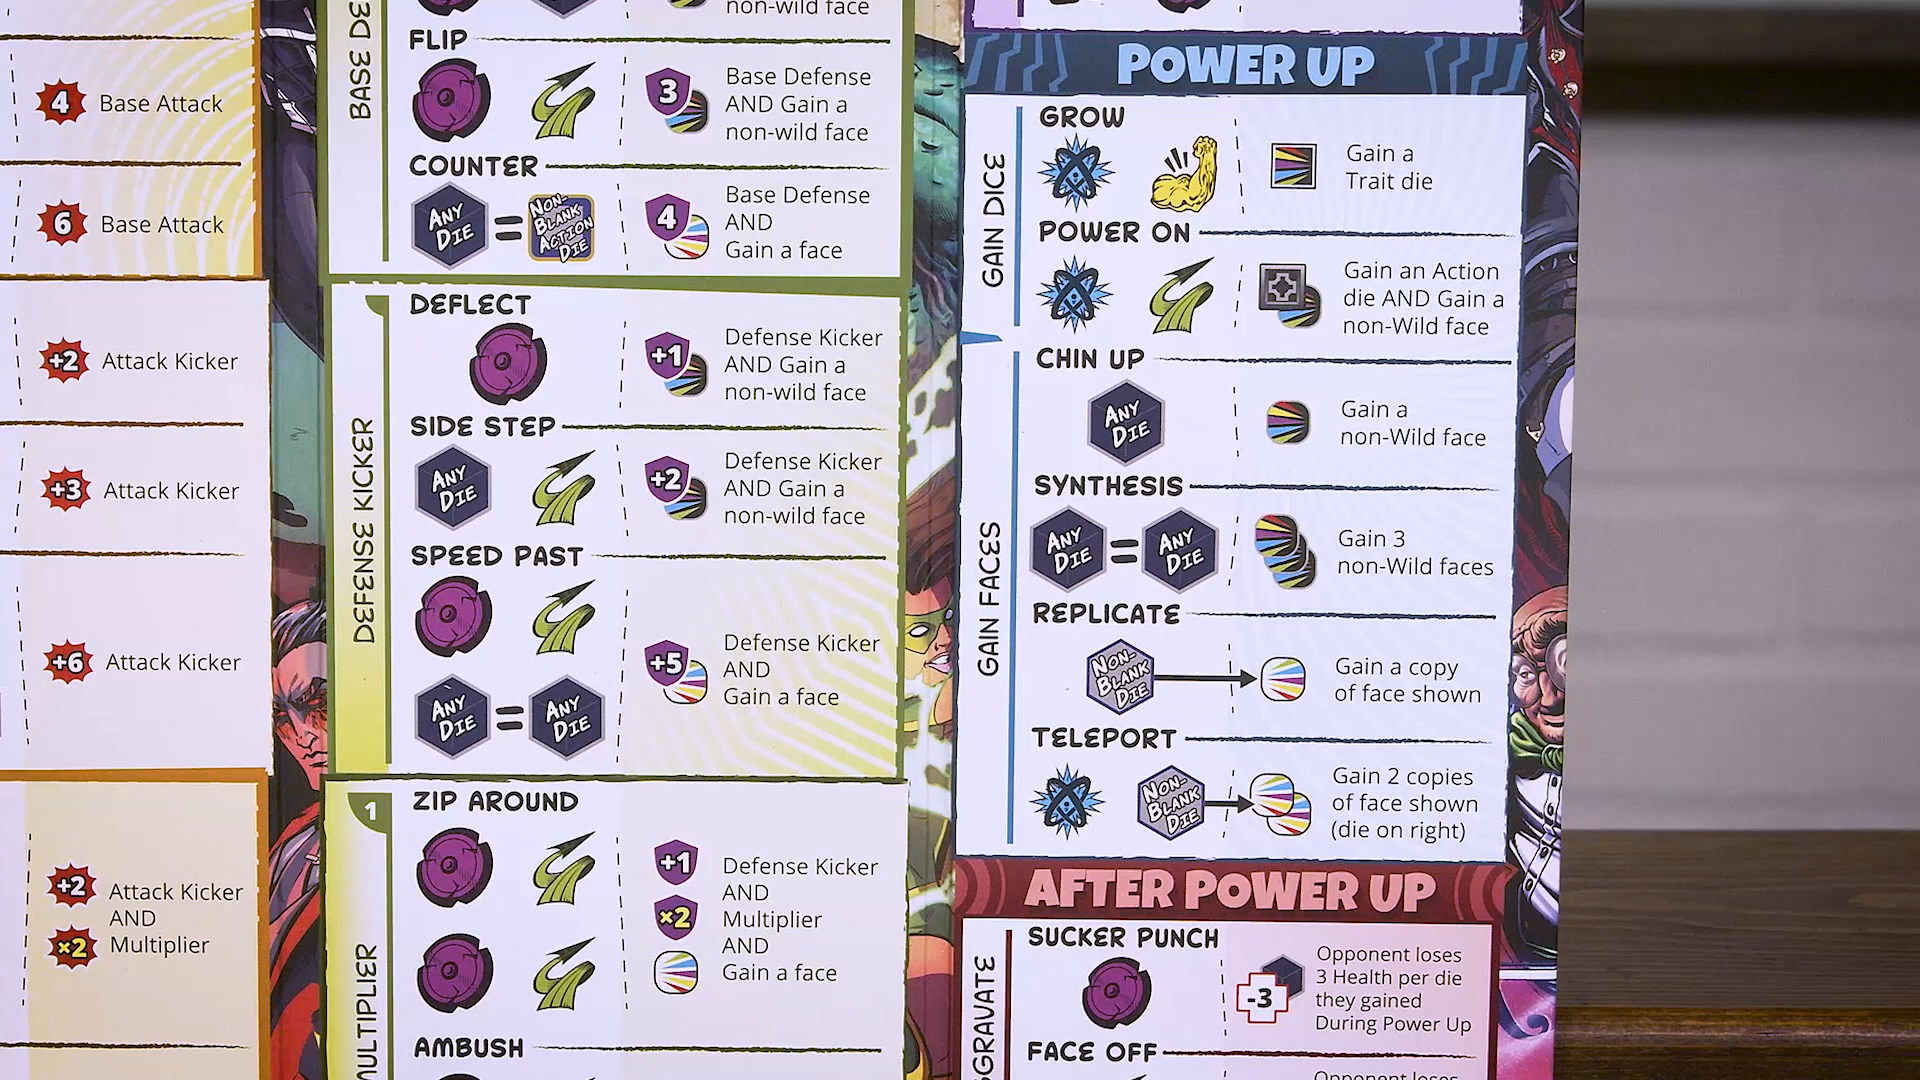 4 Base Attack
6 Base Attack
+2 Attack Kicker
+3 Attack Kicker
+6 Attack Kicker
+2
×2
Attack Kicker
AND
Multiplier
BASE DE
non-wild face
FLIP
3
Base Defense
AND Gain a
non-wild face
COUNTER
ANY
DIE
=
NON-
BLANK
ACTION
DIE
4
Base Defense
AND
Gain a face
DEFENSE KICKER
DEFLECT
+1
Defense Kicker
AND Gain a
non-wild face
SIDE STEP
ANY
DIE
+2
Defense Kicker
AND Gain a
non-wild face
SPEED PAST
ANY
DIE
=
ANY
DIE
+5
Defense Kicker
AND
Gain a face
1
MULTIPLIER
ZIP AROUND
+1
×2
Defense Kicker
AND
Multiplier
AND
Gain a face
AMBUSH
POWER UP
GAIN DICE
GROW
Gain a
Trait die
POWER ON
Gain an Action
die AND Gain a
non-Wild face
GAIN FACES
CHIN UP
ANY
DIE
Gain a
non-Wild face
SYNTHESIS
ANY
DIE
=
ANY
DIE
Gain 3
non-Wild faces
REPLICATE
NON-
BLANK
DIE
Gain a copy
of face shown
TELEPORT
NON-
BLANK
DIE
Gain 2 copies
of face shown
(die on right)
AFTER POWER UP
GGRAVATE
SUCKER PUNCH
-3
Opponent loses
3 Health per die
they gained
During Power Up
FACE OFF
Opponent loses